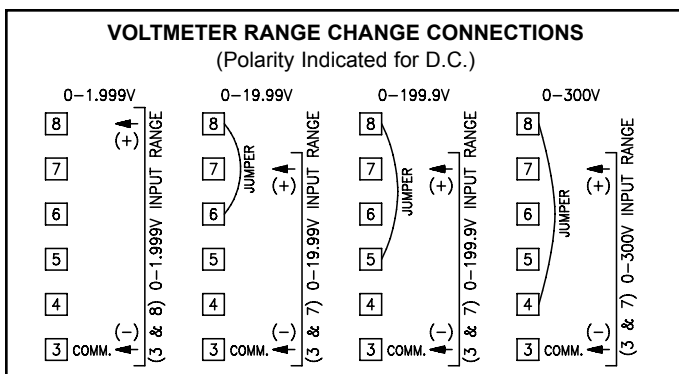 VOLTMETER RANGE CHANGE CONNECTIONS
(Polarity Indicated for D.C.)
0-1.999V
8
7
6
5
4
3 COMM.
(+)
(-)
(3 & 8) 0-1.999V INPUT RANGE
0-19.99V
8
7
6
5
4
3 COMM.
JUMPER
(+)
(-)
(3 & 7) 0-19.99V INPUT RANGE
0-199.9V
8
7
6
5
4
3 COMM.
JUMPER
(+)
(-)
(3 & 7) 0-199.9V INPUT RANGE
0-300V
8
7
6
5
4
3 COMM.
JUMPER
(+)
(-)
(3 & 7) 0-300V INPUT RANGE